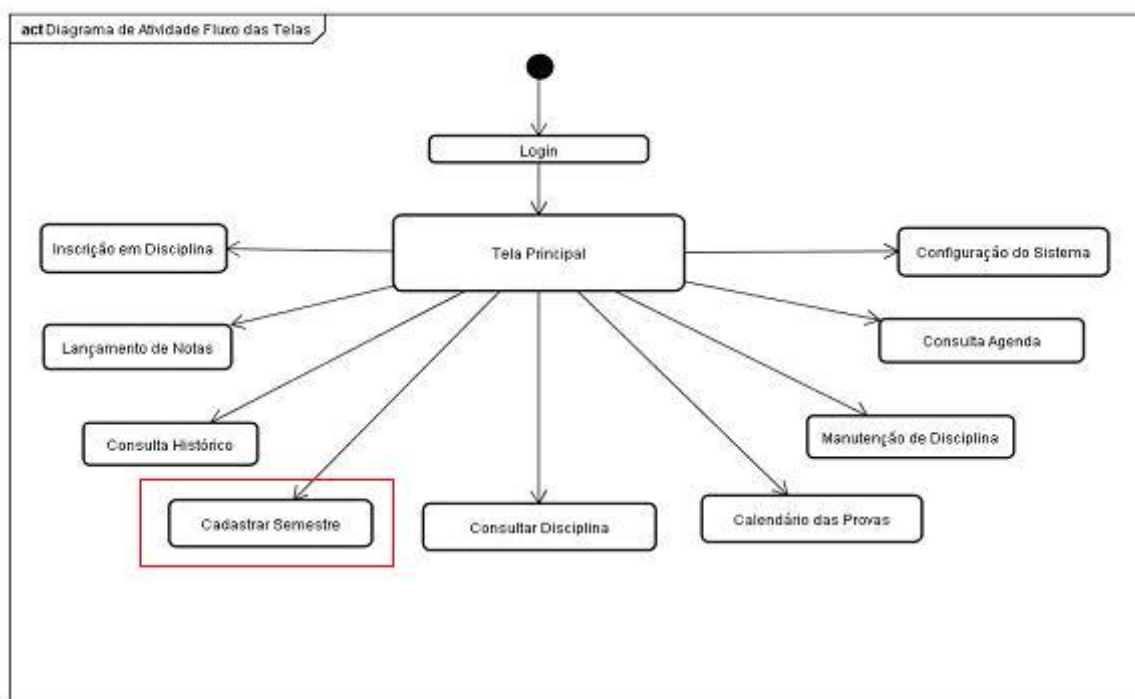 act Diagrama de Atividade Fluxo das Telas
Login
Tela Principal
Inscrição em Disciplina
Configuração do Sistema
Lançamento de Notas
Consulta Agenda
Consulta Histórico
Manutenção de Disciplina
Cadastrar Semestre
Consultar Disciplina
Calendário das Provas